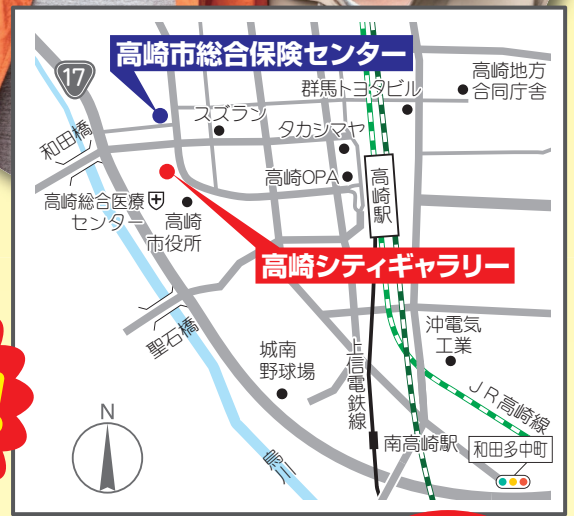 高崎市総合保険センター
17
群馬トヨタビル
高崎地方
合同庁舎
スズラン
タカシマヤ
和田橋
高崎OPA
高崎駅
高崎総合医療
センター
高崎
市役所
高崎シティギャラリー
聖石橋
城南
野球場
上信電鉄線
沖電気
工業
JR高崎線
N
烏川
南高崎駅
和田多中町